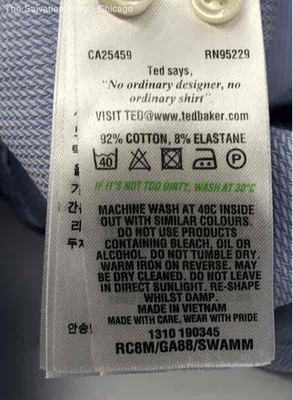 The Salvation Army - Chicago
CA25459 RN95229
Ted says,
"No ordinary designer, no
ordinary shirt".
VISIT TED@www.tedbaker.com
92% COTTON, 8% ELASTANE
40 P
IF IT'S NOT TOO DIRTY, WASH AT 30°C
MACHINE WASH AT 40C INSIDE
OUT WITH SIMILAR COLOURS.
DO NOT USE PRODUCTS
CONTAINING BLEACH, OIL OR
ALCOHOL. DO NOT TUMBLE DRY.
WARM IRON ON REVERSE. MAY
BE DRY CLEANED. DO NOT LEAVE
IN DIRECT SUNLIGHT. RE-SHAPE
WHILST DAMP.
MADE IN VIETNAM
MADE WITH CARE, WEAR WITH PRIDE
1310 190345
RC8M/GA88/SWAMM